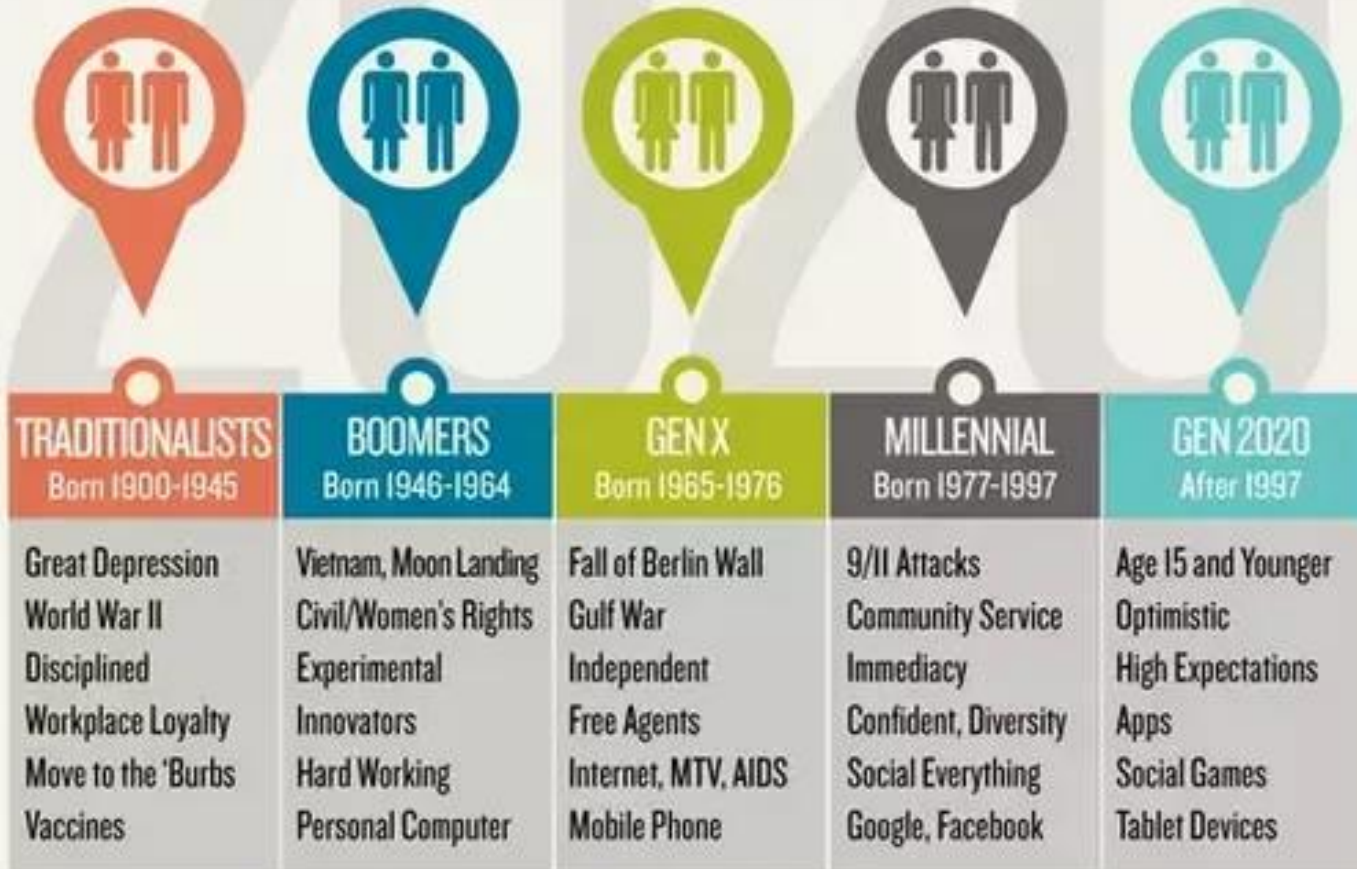 TRADITIONALISTS
Born 1900-1945
Great Depression
World War II
Disciplined
Workplace Loyalty
Move to the 'Burbs
Vaccines
BOOMERS
Born 1946-1964
Vietnam, Moon Landing
Civil/Women's Rights
Experimental
Innovators
Hard Working
Personal Computer
GEN X
Born 1965-1976
Fall of Berlin Wall
Gulf War
Independent
Free Agents
Internet, MTV, AIDS
Mobile Phone
MILLENNIAL
Born 1977-1997
9/11 Attacks
Community Service
Immediacy
Confident, Diversity
Social Everything
Google, Facebook
GEN 2020
After 1997
Age 15 and Younger
Optimistic
High Expectations
Apps
Social Games
Tablet Devices